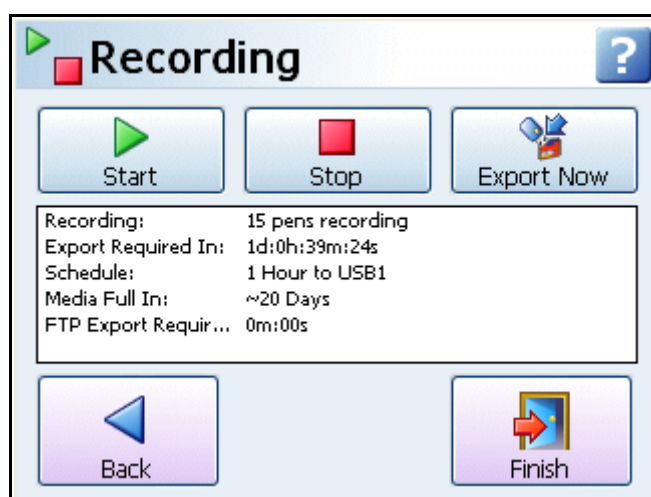 Recording
?
Start Stop Export Now
Recording: 15 pens recording
Export Required In: 1d:0h:39m:24s
Schedule: 1 Hour to USB1
Media Full In: ~20 Days
FTP Export Requir... 0m:00s
Back Finish